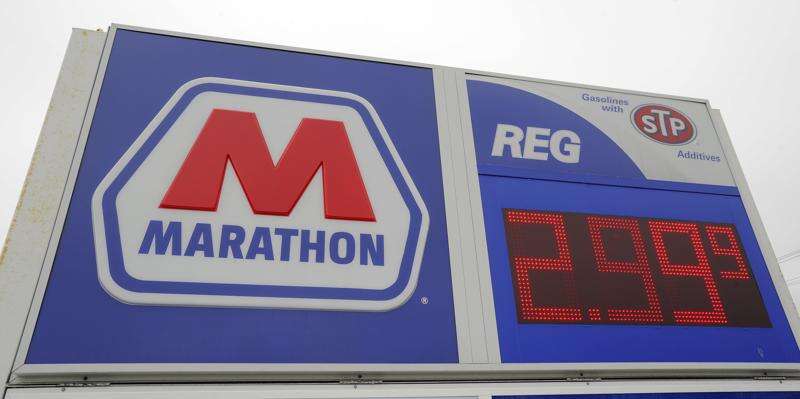 M
MARATHON
®
REG
Gasolines
with
STP
Additives
2.99 9